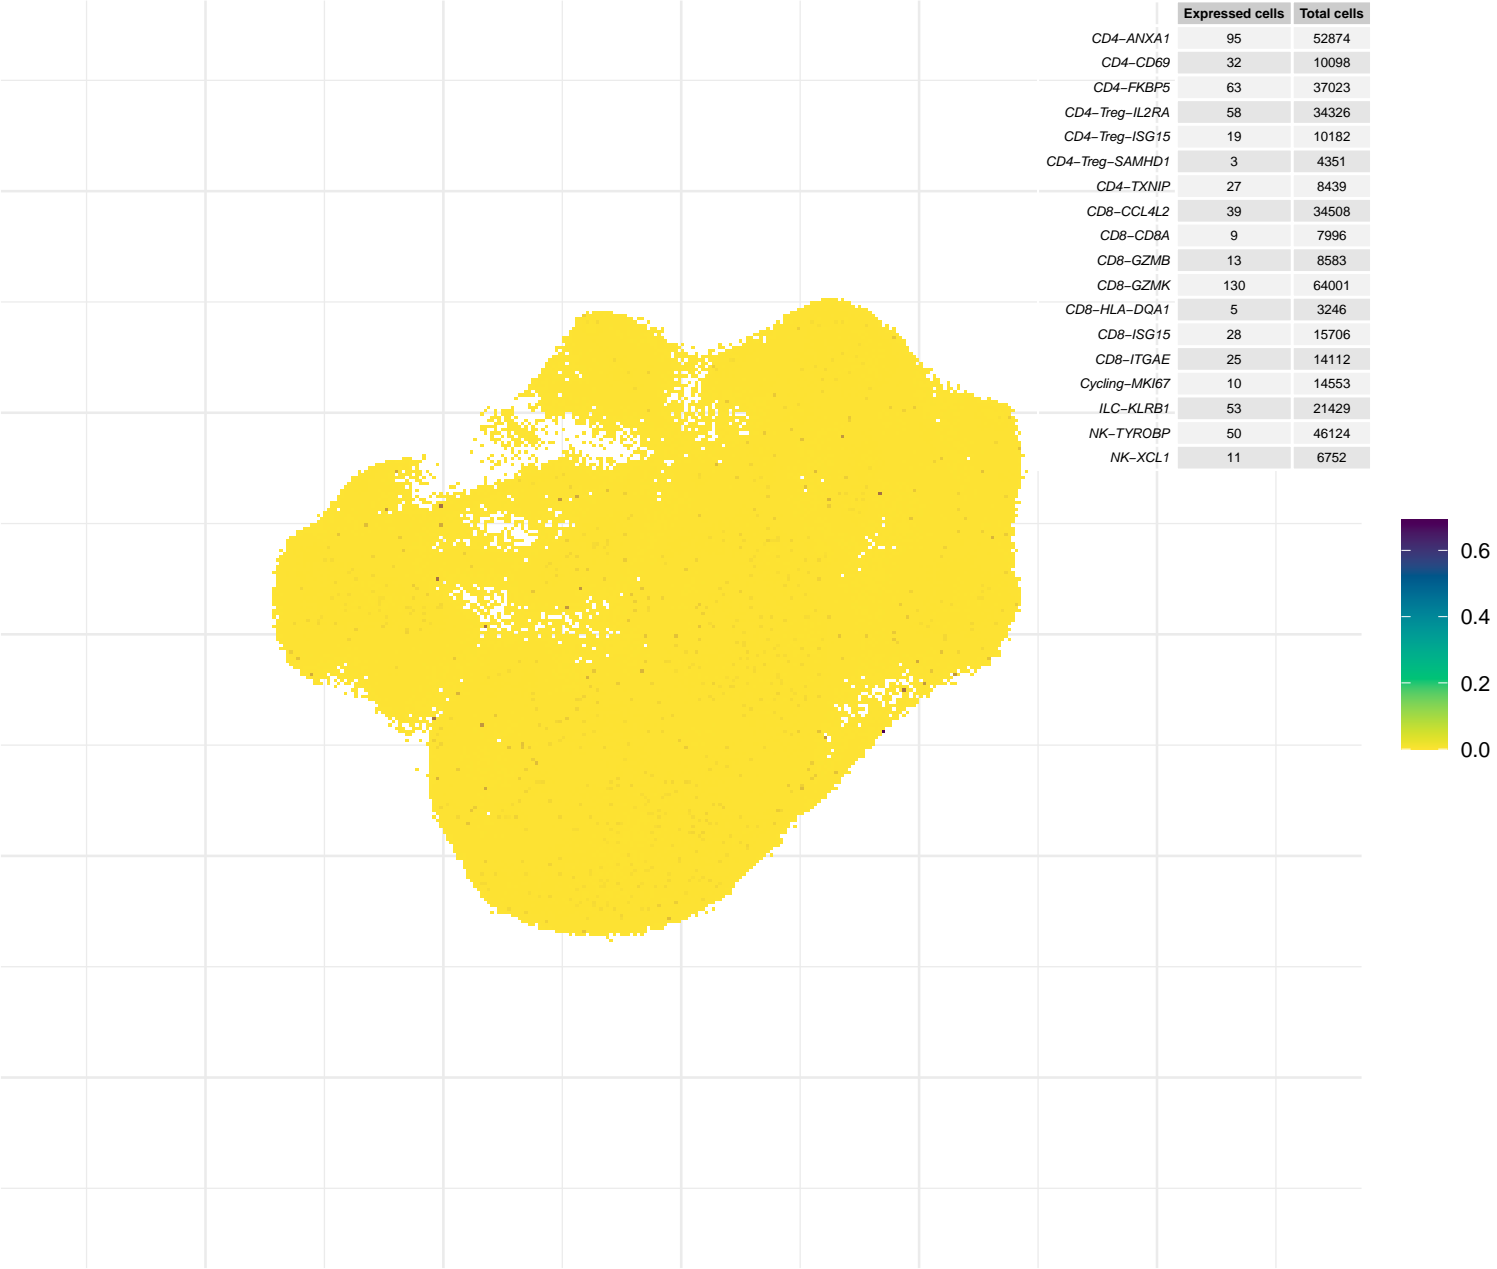 Expressed cells Total cells
CD4−ANXA1 95 52874
CD4−CD69 32 10098
CD4−FKBP5 63 37023
CD4−Treg−IL2RA 58 34326
CD4−Treg−ISG15 19 10182
CD4−Treg−SAMHD1 3 4351
CD4−TXNIP 27 8439
CD8−CCL4L2 39 34508
CD8−CD8A 9 7996
CD8−GZMB 13 8583
CD8−GZMK 130 64001
CD8−HLA−DQA1 5 3246
CD8−ISG15 28 15706
CD8−ITGAE 25 14112
Cycling−MKI67 10 14553
ILC−KLRB1 53 21429
NK−TYROBP 50 46124
NK−XCL1 11 6752
0.6
0.4
0.2
0.0